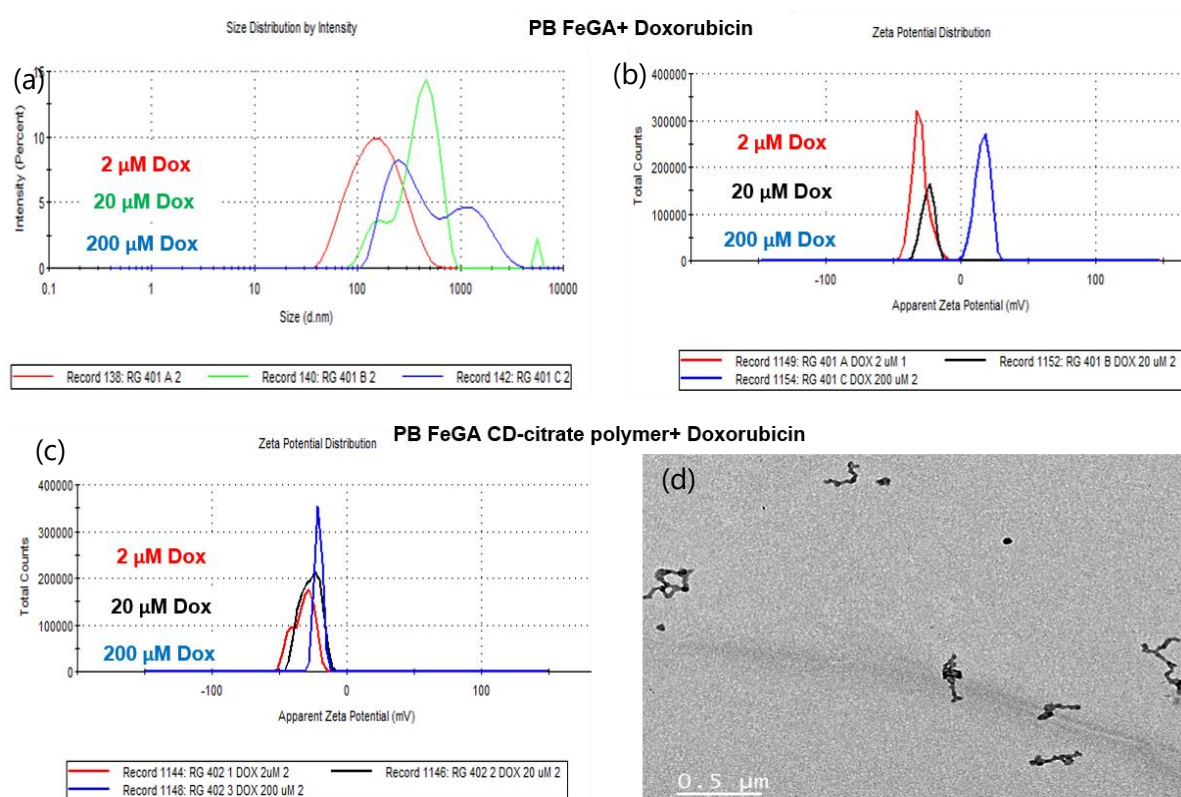 Size Distribution by Intensity
PB FeGA+ Doxorubicin
Zeta Potential Distribution
(a)
15
10
5
0
Intensity (Percent)
2 µM Dox
20 µM Dox
200 µM Dox
0.1 1 10 100 1000 10000
Size (d.nm)
Record 138: RG 401 A 2 Record 140: RG 401 B 2 Record 142: RG 401 C 2
(b)
400000
300000
200000
100000
0
Total Counts
2 µM Dox
20 µM Dox
200 µM Dox
-100 0 100
Apparent Zeta Potential (mV)
Record 1149: RG 401 A DOX 2 uM 1 Record 1152: RG 401 B DOX 20 uM 2
Record 1154: RG 401 C DOX 200 uM 2
PB FeGA CD-citrate polymer+ Doxorubicin
Zeta Potential Distribution
(c)
400000
300000
200000
100000
0
Total Counts
2 µM Dox
20 µM Dox
200 µM Dox
-100 0 100
Apparent Zeta Potential (mV)
Record 1144: RG 402 1 DOX 2uM 2 Record 1146: RG 402 2 DOX 20 uM 2
Record 1148: RG 402 3 DOX 200 uM 2
(d)
0.5 µm